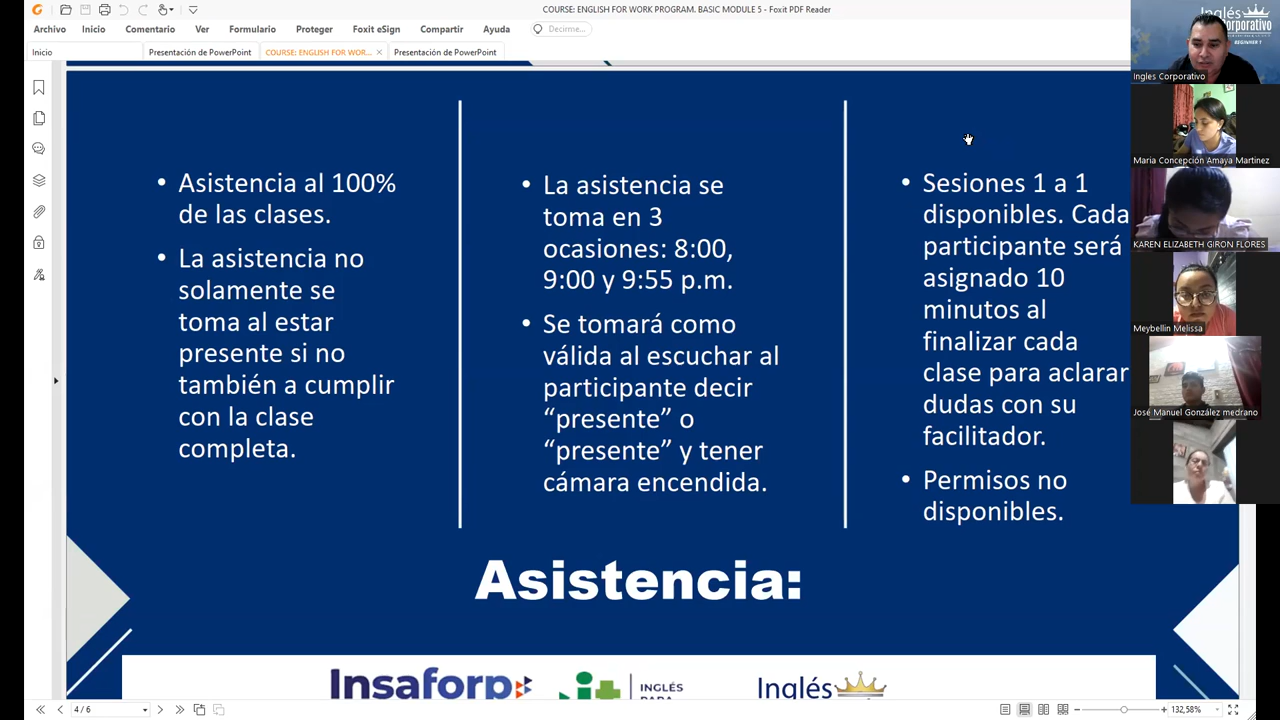 COURSE: ENGLISH FOR WORK PROGRAM. BASIC MODULE 5 - Foxit PDF Reader
Archivo Inicio Comentario Ver Formulario Proteger Foxit eSign Compartir Ayuda Decirme...
Inicio Presentación de PowerPoint COURSE: ENGLISH FOR WOR... Presentación de PowerPoint
• Asistencia al 100%
de las clases.
• La asistencia no
solamente se
toma al estar
presente si no
también a cumplir
con la clase
completa.
• La asistencia se
toma en 3
ocasiones: 8:00,
9:00 y 9:55 p.m.
• Se tomará como
válida al escuchar al
participante decir
“presente” o
“presente” y tener
cámara encendida.
• Sesiones 1 a 1
disponibles. Cada
participante será
asignado 10
minutos al
finalizar cada
clase para aclarar
dudas con su
facilitador.
• Permisos no
disponibles.
Asistencia:
Insaforp
INGLÉS
Inglés
Inglés
BEGINNER 1
Ingles Corporativo
Maria Concepción Amaya Martinez
KAREN ELIZABETH GIRON FLORES
Meybellin Melissa
José Manuel González medrano
4 / 6
132,58%